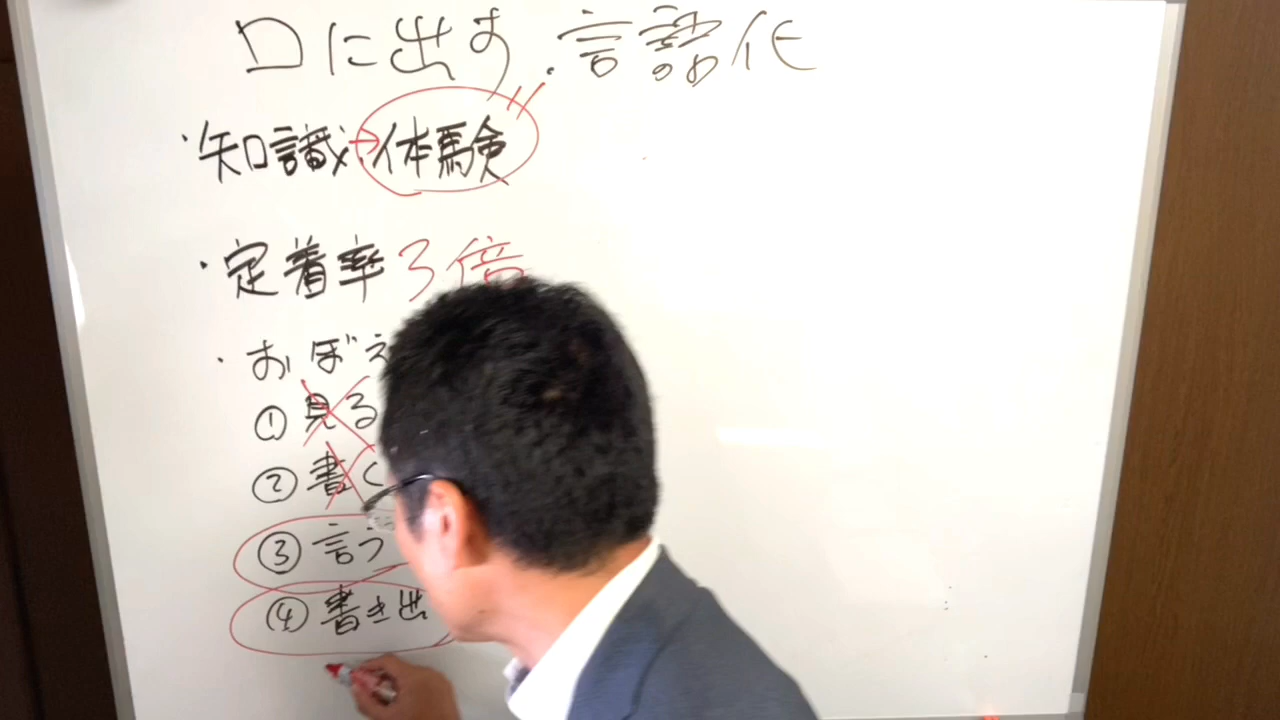 口に出す.言語化
・知識→体験
・定着率3倍
・おぼえ
①見る
②書く
③言う
④書き出